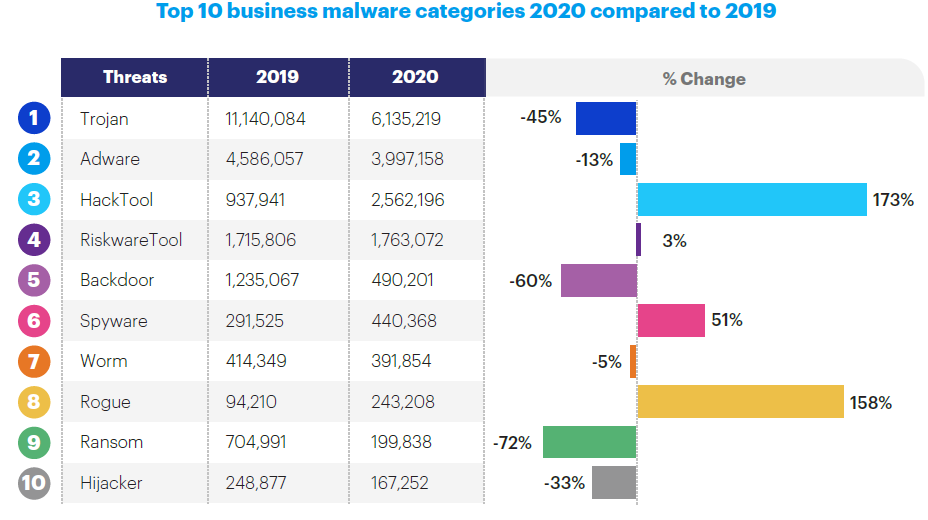 Top 10 business malware categories 2020 compared to 2019
Threats 2019 2020 % Change
1 Trojan 11,140,084 6,135,219 -45%
2 Adware 4,586,057 3,997,158 -13%
3 HackTool 937,941 2,562,196 173%
4 RiskwareTool 1,715,806 1,763,072 3%
5 Backdoor 1,235,067 490,201 -60%
6 Spyware 291,525 440,368 51%
7 Worm 414,349 391,854 -5%
8 Rogue 94,210 243,208 158%
9 Ransom 704,991 199,838 -72%
10 Hijacker 248,877 167,252 -33%